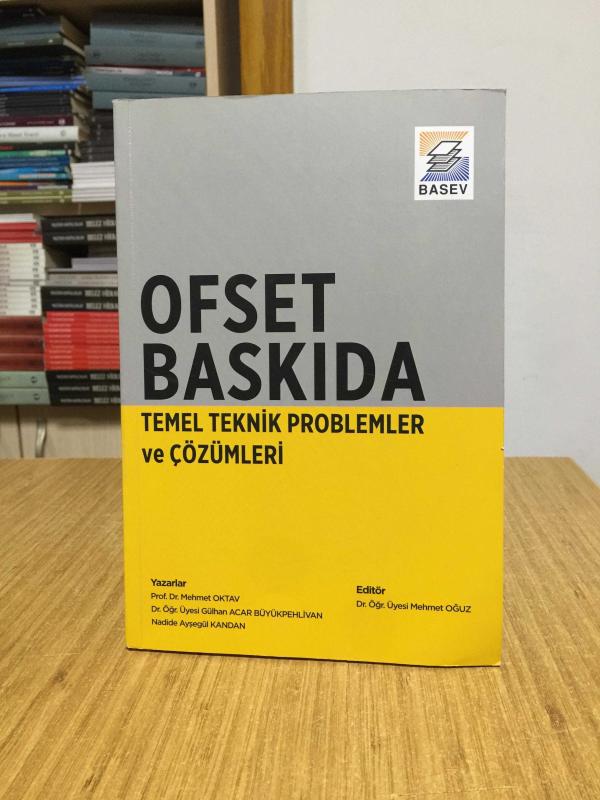 BASEV
OFSET
BASKIDA
TEMEL TEKNİK PROBLEMLER
ve ÇÖZÜMLERİ
Yazarlar
Prof. Dr. Mehmet OKTAV
Dr. Öğr. Üyesi Gülhan ACAR BÜYÜKPEHLİVAN
Nadide Ayşegül KANDAN
Editör
Dr. Öğr. Üyesi Mehmet OĞUZ